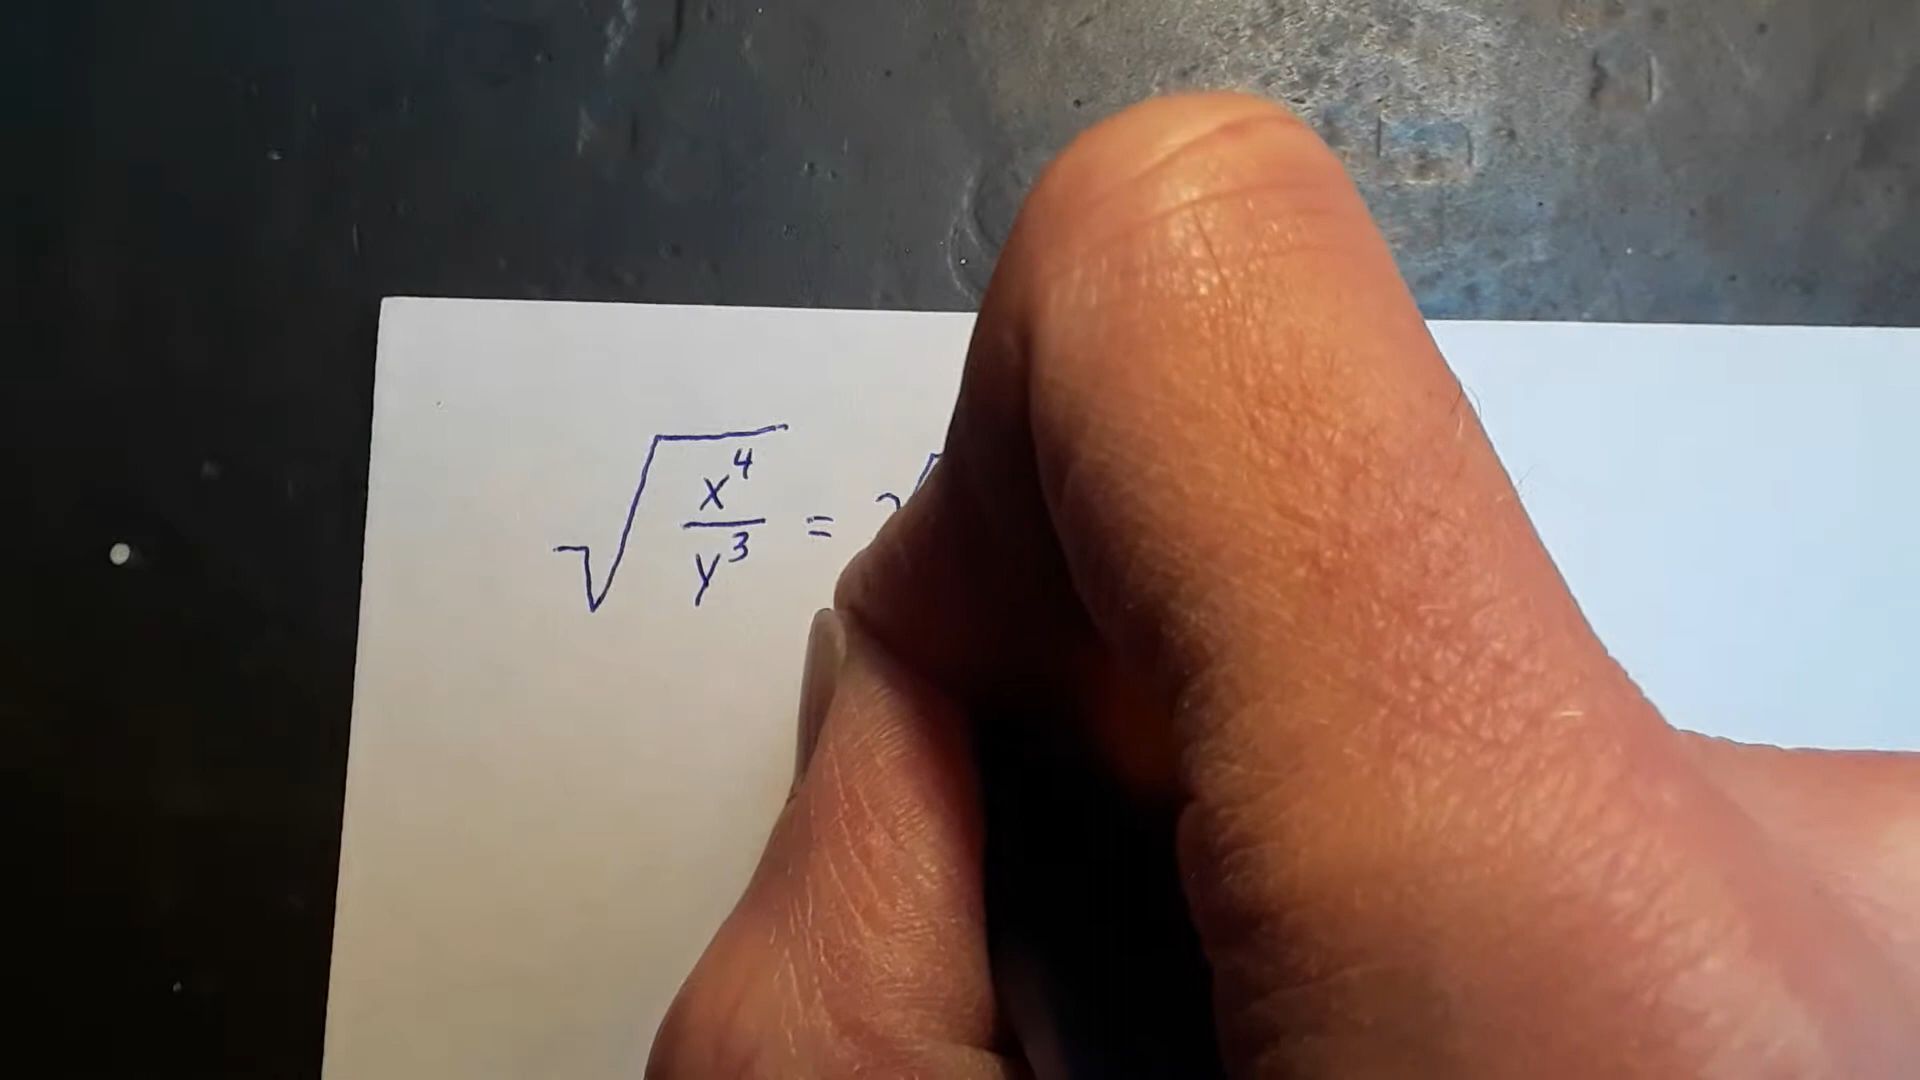 √(x⁴/y³) = √